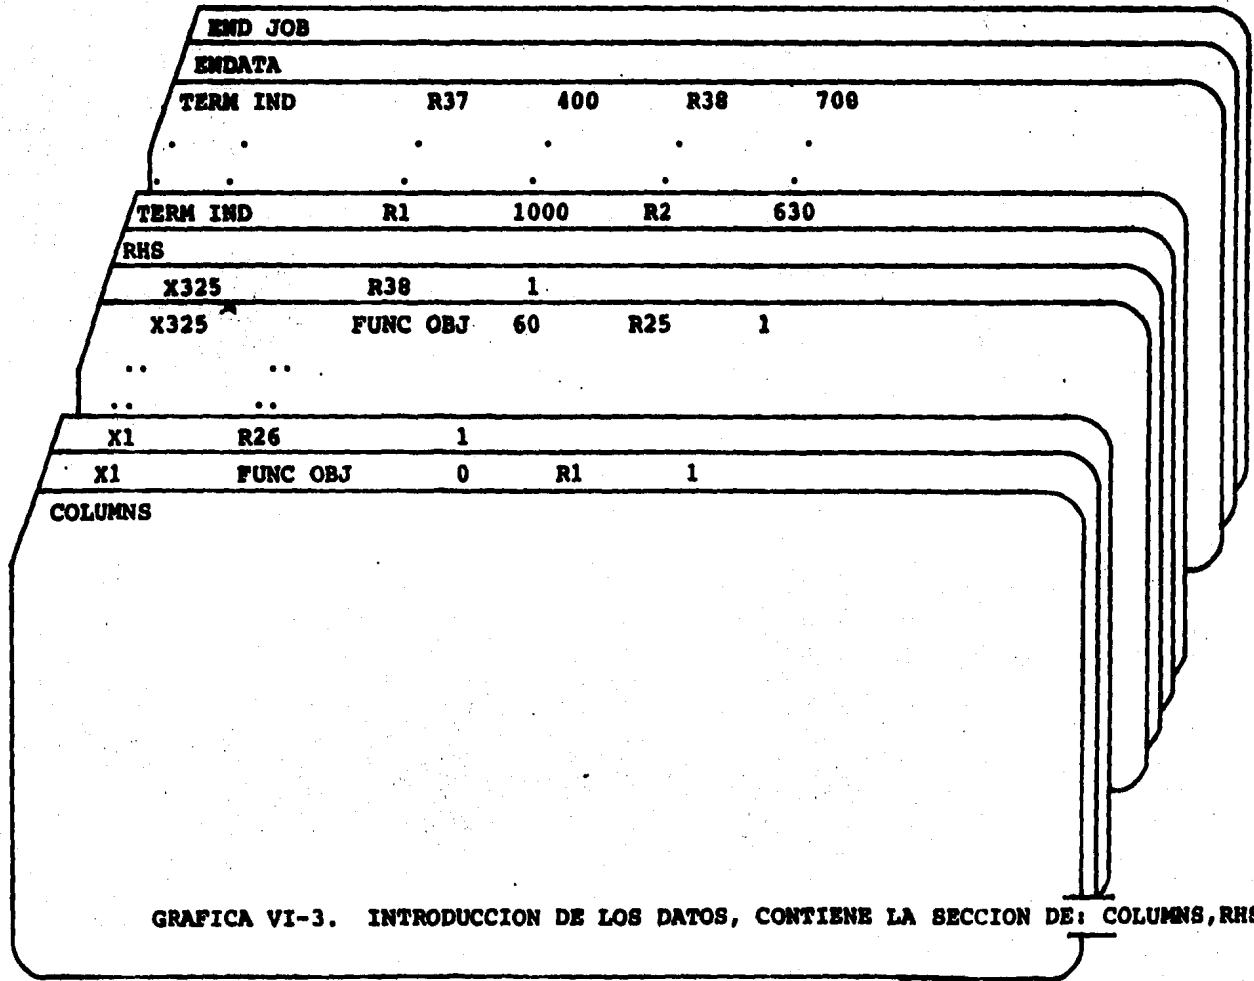 END JOB
ENDATA
TERM IND R37 400 R38 708
. . . . . .
. . . . . .
TERM IND R1 1000 R2 630
RHS
X325 R38 1
X325 FUNC OBJ 60 R25 1
.. ..
.. ..
X1 R26 1
X1 FUNC OBJ 0 R1 1
COLUMNS
GRAFICA VI-3. INTRODUCCION DE LOS DATOS, CONTIENE LA SECCION DE: COLUMNS,RHS